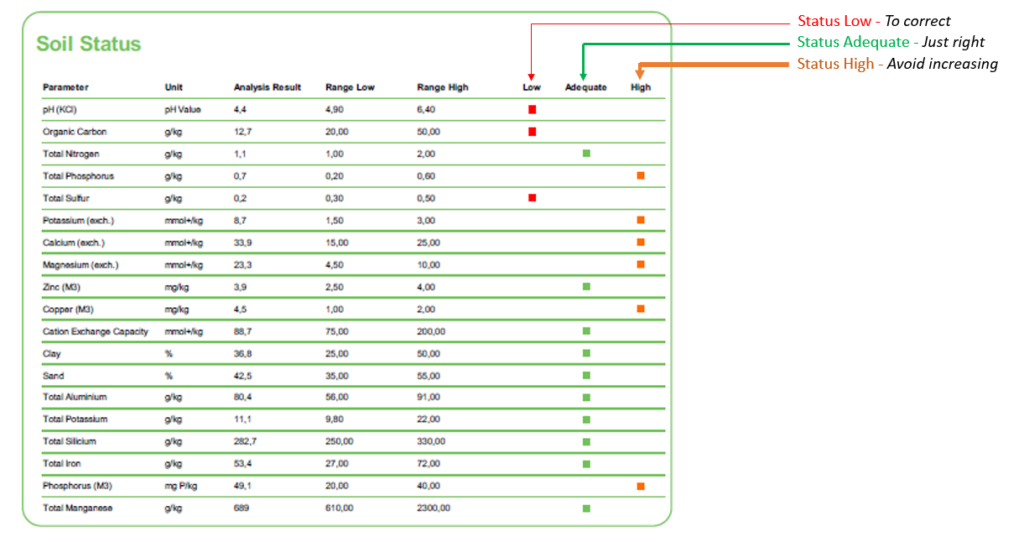 Status Low - To correct
Status Adequate - Just right
Status High - Avoid increasing
Soil Status
Parameter Unit Analysis Result Range Low Range High Low Adequate High
pH (KCl) pH Value 4,4 4,90 6,40
Organic Carbon g/kg 12,7 20,00 50,00
Total Nitrogen g/kg 1,1 1,00 2,00
Total Phosphorus g/kg 0,7 0,20 0,60
Total Sulfur g/kg 0,2 0,30 0,50
Potassium (exch.) mmol+/kg 8,7 1,50 3,00
Calcium (exch.) mmol+/kg 33,9 15,00 25,00
Magnesium (exch.) mmol+/kg 23,3 4,50 10,00
Zinc (M3) mg/kg 3,9 2,50 4,00
Copper (M3) mg/kg 4,5 1,00 2,00
Cation Exchange Capacity mmol+/kg 88,7 75,00 200,00
Clay % 36,8 25,00 50,00
Sand % 42,5 35,00 55,00
Total Aluminium g/kg 80,4 56,00 91,00
Total Potassium g/kg 11,1 9,80 22,00
Total Silicium g/kg 282,7 250,00 330,00
Total Iron g/kg 53,4 27,00 72,00
Phosphorus (M3) mg P/kg 49,1 20,00 40,00
Total Manganese g/kg 689 610,00 2300,00